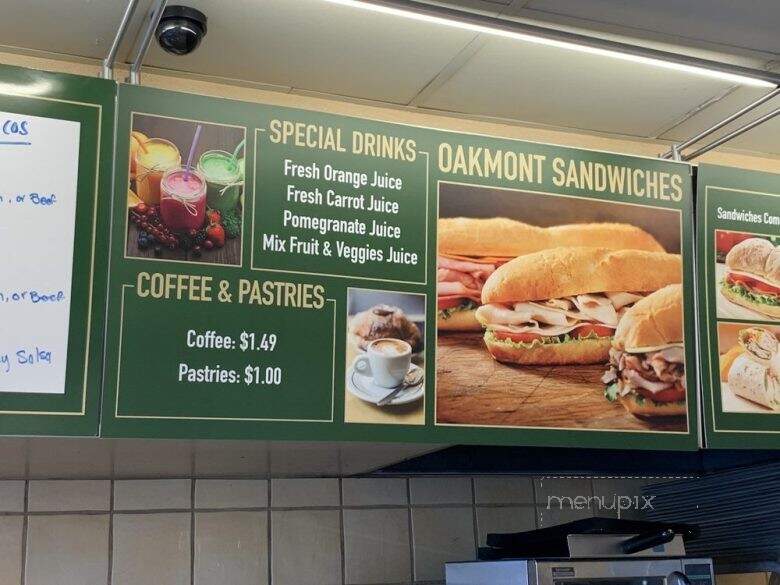 cos
, or Beef
, or Beef
Salsa
SPECIAL DRINKS
Fresh Orange Juice
Fresh Carrot Juice
Pomegranate Juice
Mix Fruit & Veggies Juice
COFFEE & PASTRIES
Coffee: $1.49
Pastries: $1.00
OAKMONT SANDWICHES
Sandwiches Com
menupix